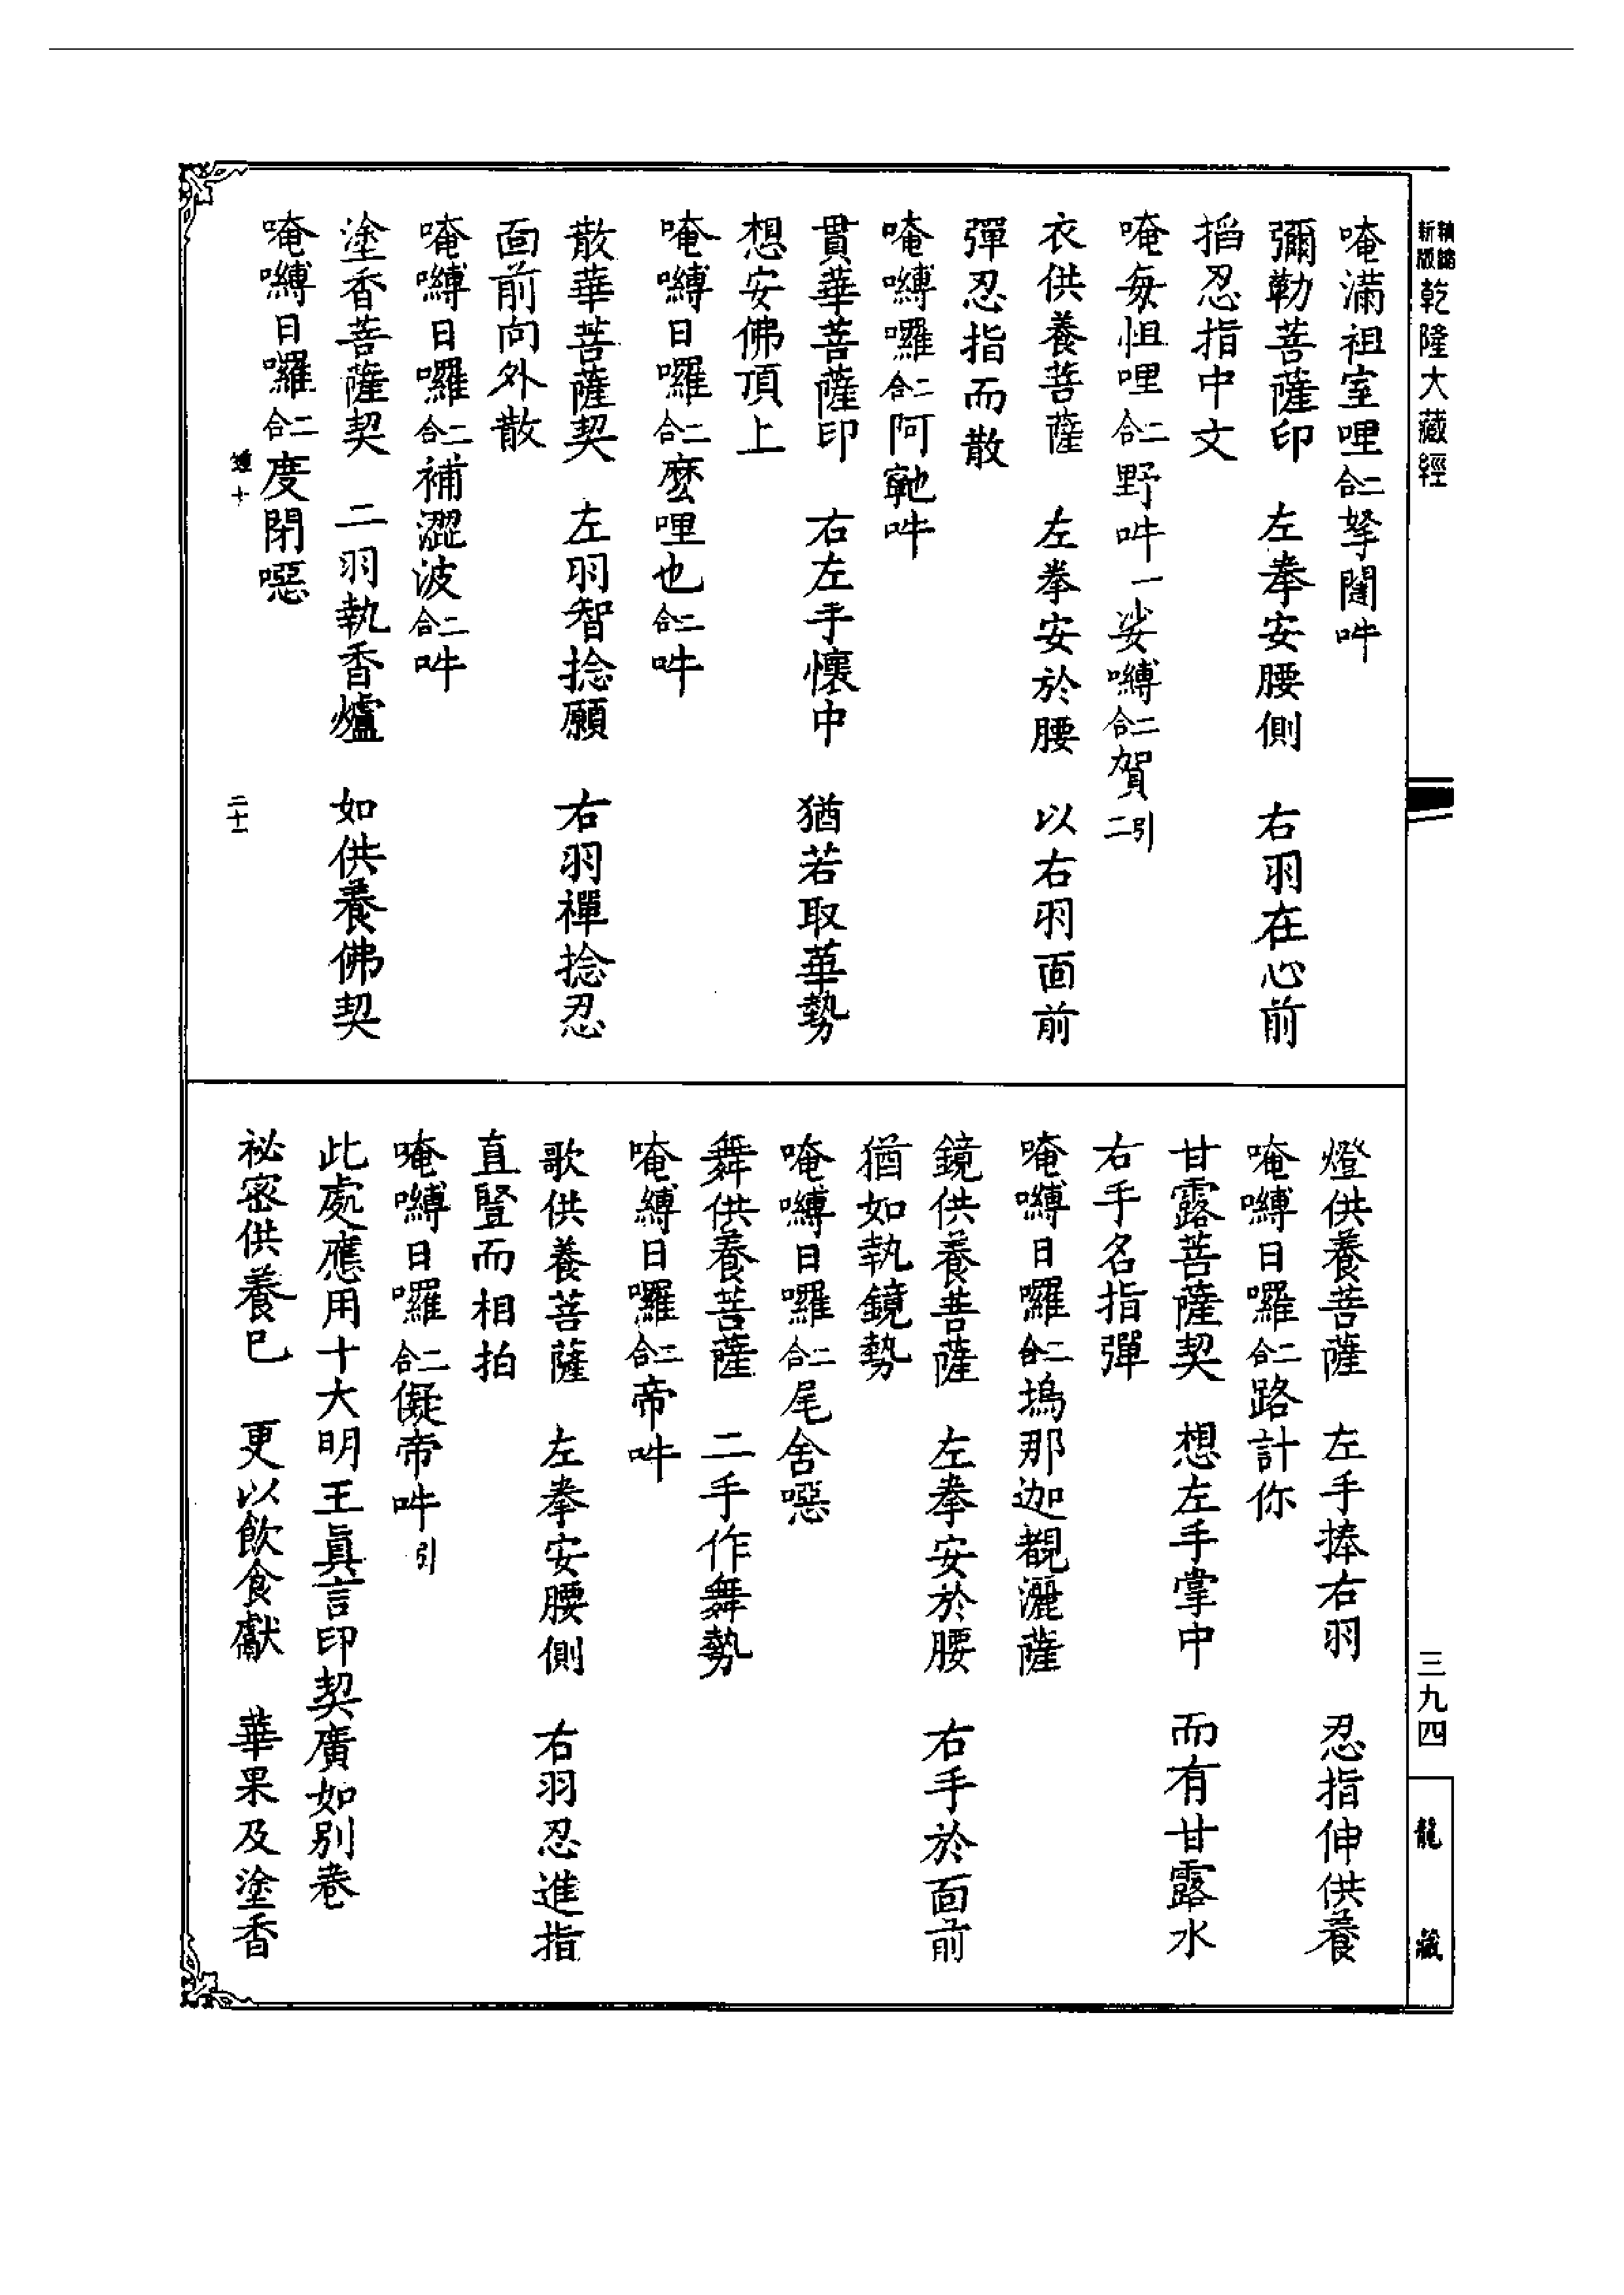 新版
精縮
乾隆大藏經
唵滿祖室哩二合拏闥吽
彌勒菩薩印　左拳安腰側　右羽在心前
搯忍指中文
唵每怛哩二合野吽一娑嚩二合賀引二
衣供養菩薩　左拳安於腰　以右羽面前
彈忍指而散
唵嚩囉二合阿鼅吽
貫華菩薩印　右左手懷中　猶若取華勢
想安佛頂上
唵嚩日囉二合麼哩也二合吽
散華菩薩契　左羽智捻願　右羽禪捻忍
面前向外散
唵嚩日囉二合補澀波二合吽
塗香菩薩契　二羽執香爐　如供養佛契
唵嚩日囉二合度閉噁
二十一
燈供養菩薩　左手捧右羽　忍指伸供養
唵嚩日囉二合路計你
甘露菩薩契　想左手掌中　而有甘露水
右手名指彈
唵嚩日囉二合塢那迦覩灑薩
鏡供養菩薩　左拳安於腰　右手於面前
猶如執鏡勢
唵嚩日囉二合尾舍噁
舞供養菩薩　二手作舞勢
唵縛日囉二合帝吽
歌供養菩薩　左拳安腰側　右羽忍進指
直豎而相拍
唵嚩日囉二合儗帝吽引
此處應用十大明王眞言印契廣如別卷
祕密供養巳　更以飲食獻　華果及塗香
三九四
龍藏